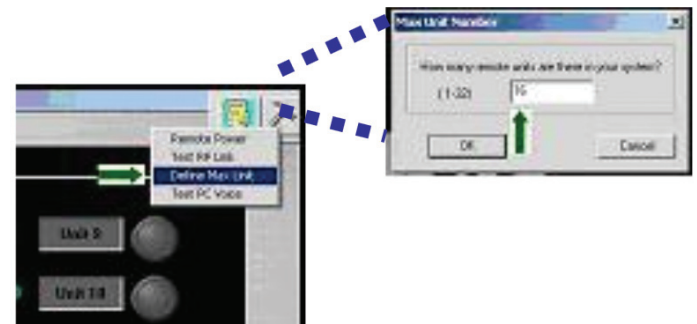 Remote Power
Test RF Link
Define Max Unit
Test PC Voice
Unit 9
Unit 10
Max Unit Number
How many remote units are there in your system?
(1-32)
16
OK
Cancel